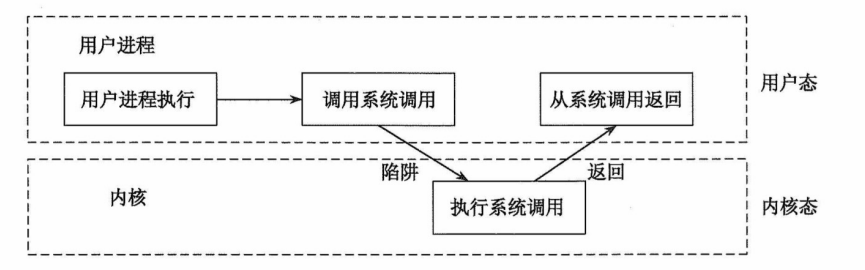 用户进程
用户进程执行
调用系统调用
从系统调用返回
用户态
陷阱
返回
内核
执行系统调用
内核态